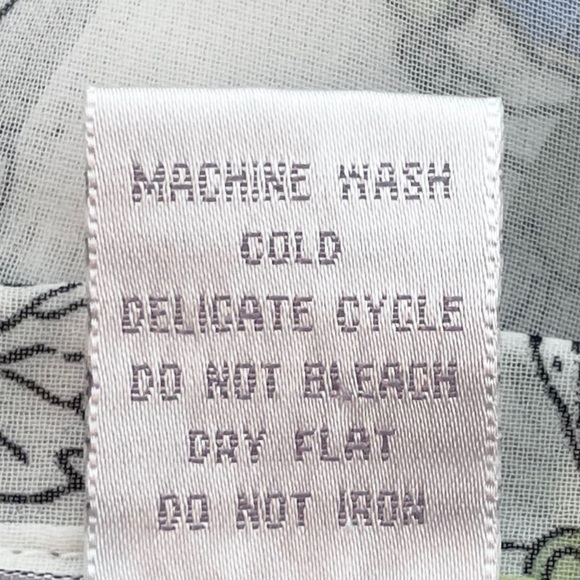 MACHINE WASH
COLD
DELICATE CYCLE
DO NOT BLEACH
DRY FLAT
DO NOT IRON